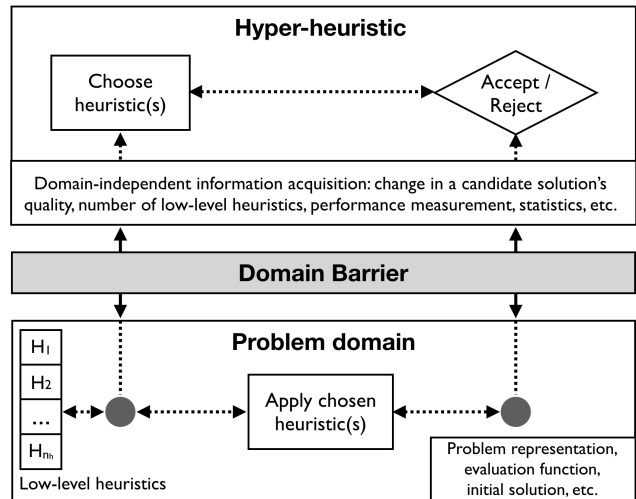 Hyper-heuristic
Choose
heuristic(s)
Accept /
Reject
Domain-independent information acquisition: change in a candidate solution's
quality, number of low-level heuristics, performance measurement, statistics, etc.
Domain Barrier
Problem domain
H1
H2
...
Hnh
Apply chosen
heuristic(s)
Low-level heuristics
Problem representation,
evaluation function,
initial solution, etc.